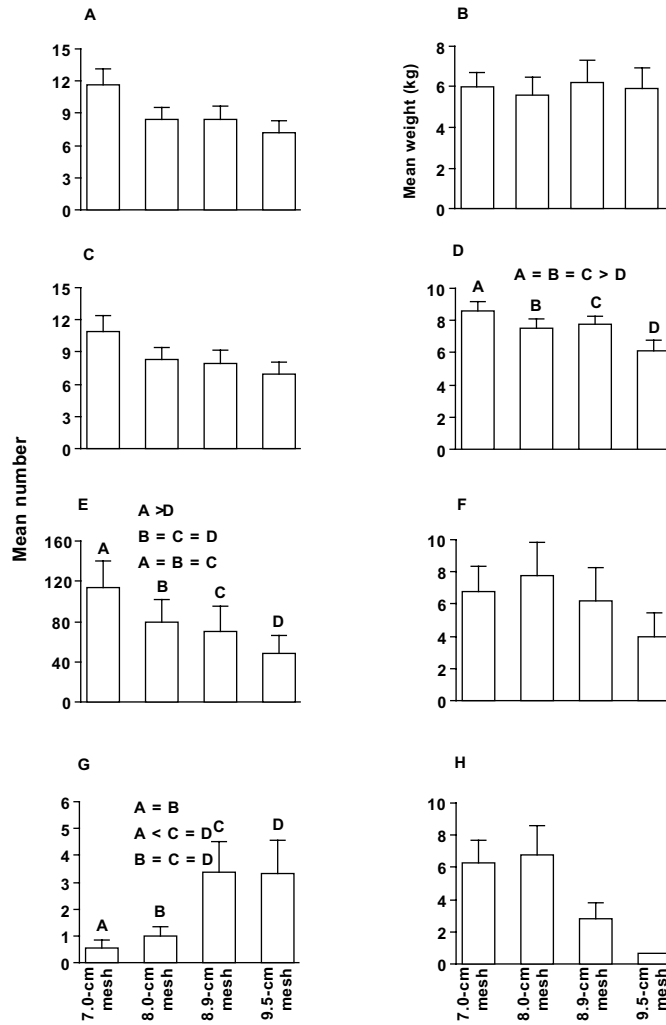 A
15
12
9
6
3
0
B
Mean weight (kg)
8
6
4
2
0
C
15
12
9
6
3
0
D
A = B = C > D
10
8
6
4
2
0
A
B
C
D
Mean number
E
A >D
B = C = D
A = B = C
160
120
80
40
0
A
B
C
D
F
10
8
6
4
2
0
G
A = B
A < C = D
B = C = D
6
5
4
3
2
1
0
A
B
C
D
7.0-cm mesh
8.0-cm mesh
8.9-cm mesh
9.5-cm mesh
H
10
8
6
4
2
0
7.0-cm mesh
8.0-cm mesh
8.9-cm mesh
9.5-cm mesh